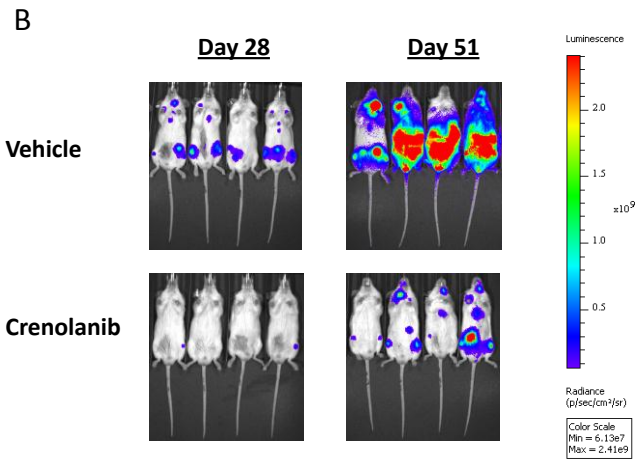 B
Day 28
Day 51
Vehicle
Crenolanib
Luminescence
2.0
1.5
x10⁹
1.0
0.5
Radiance
(p/sec/cm²/sr)
Color Scale
Min = 6.13e7
Max = 2.41e9